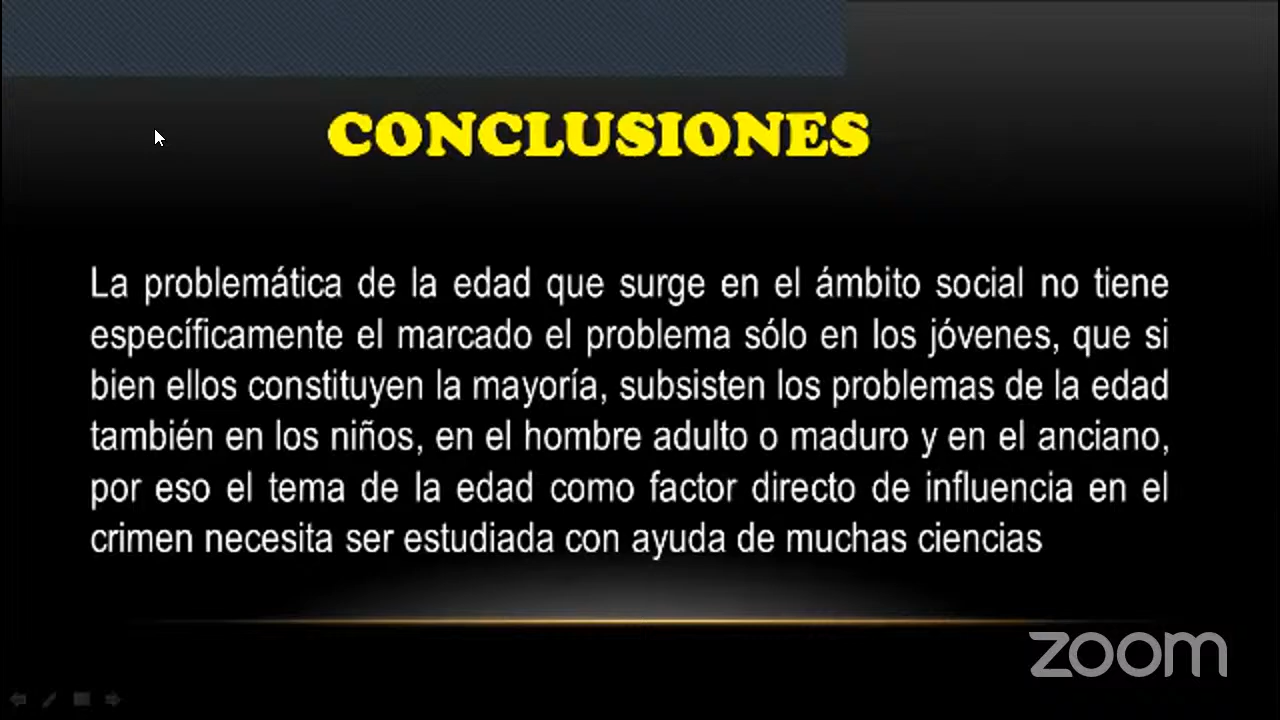 CONCLUSIONES
La problemática de la edad que surge en el ámbito social no tiene
específicamente el marcado el problema sólo en los jóvenes, que si
bien ellos constituyen la mayoría, subsisten los problemas de la edad
también en los niños, en el hombre adulto o maduro y en el anciano,
por eso el tema de la edad como factor directo de influencia en el
crimen necesita ser estudiada con ayuda de muchas ciencias
zoom